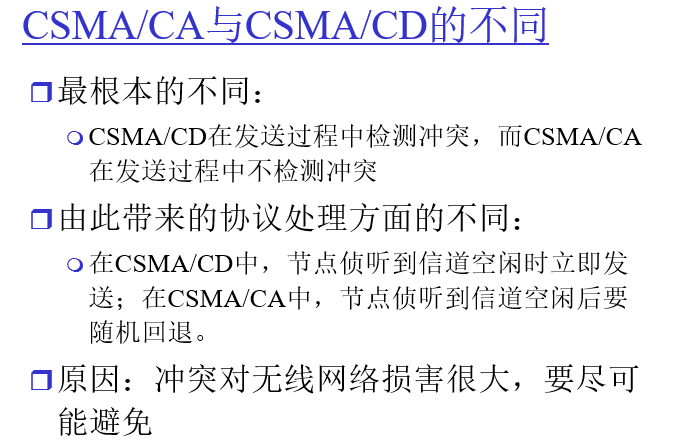 CSMA/CA与CSMA/CD的不同
最根本的不同：
CSMA/CD在发送过程中检测冲突，而CSMA/CA
在发送过程中不检测冲突
由此带来的协议处理方面的不同：
在CSMA/CD中，节点侦听到信道空闲时立即发
送；在CSMA/CA中，节点侦听到信道空闲后要
随机回退。
原因：冲突对无线网络损害很大，要尽可
能避免